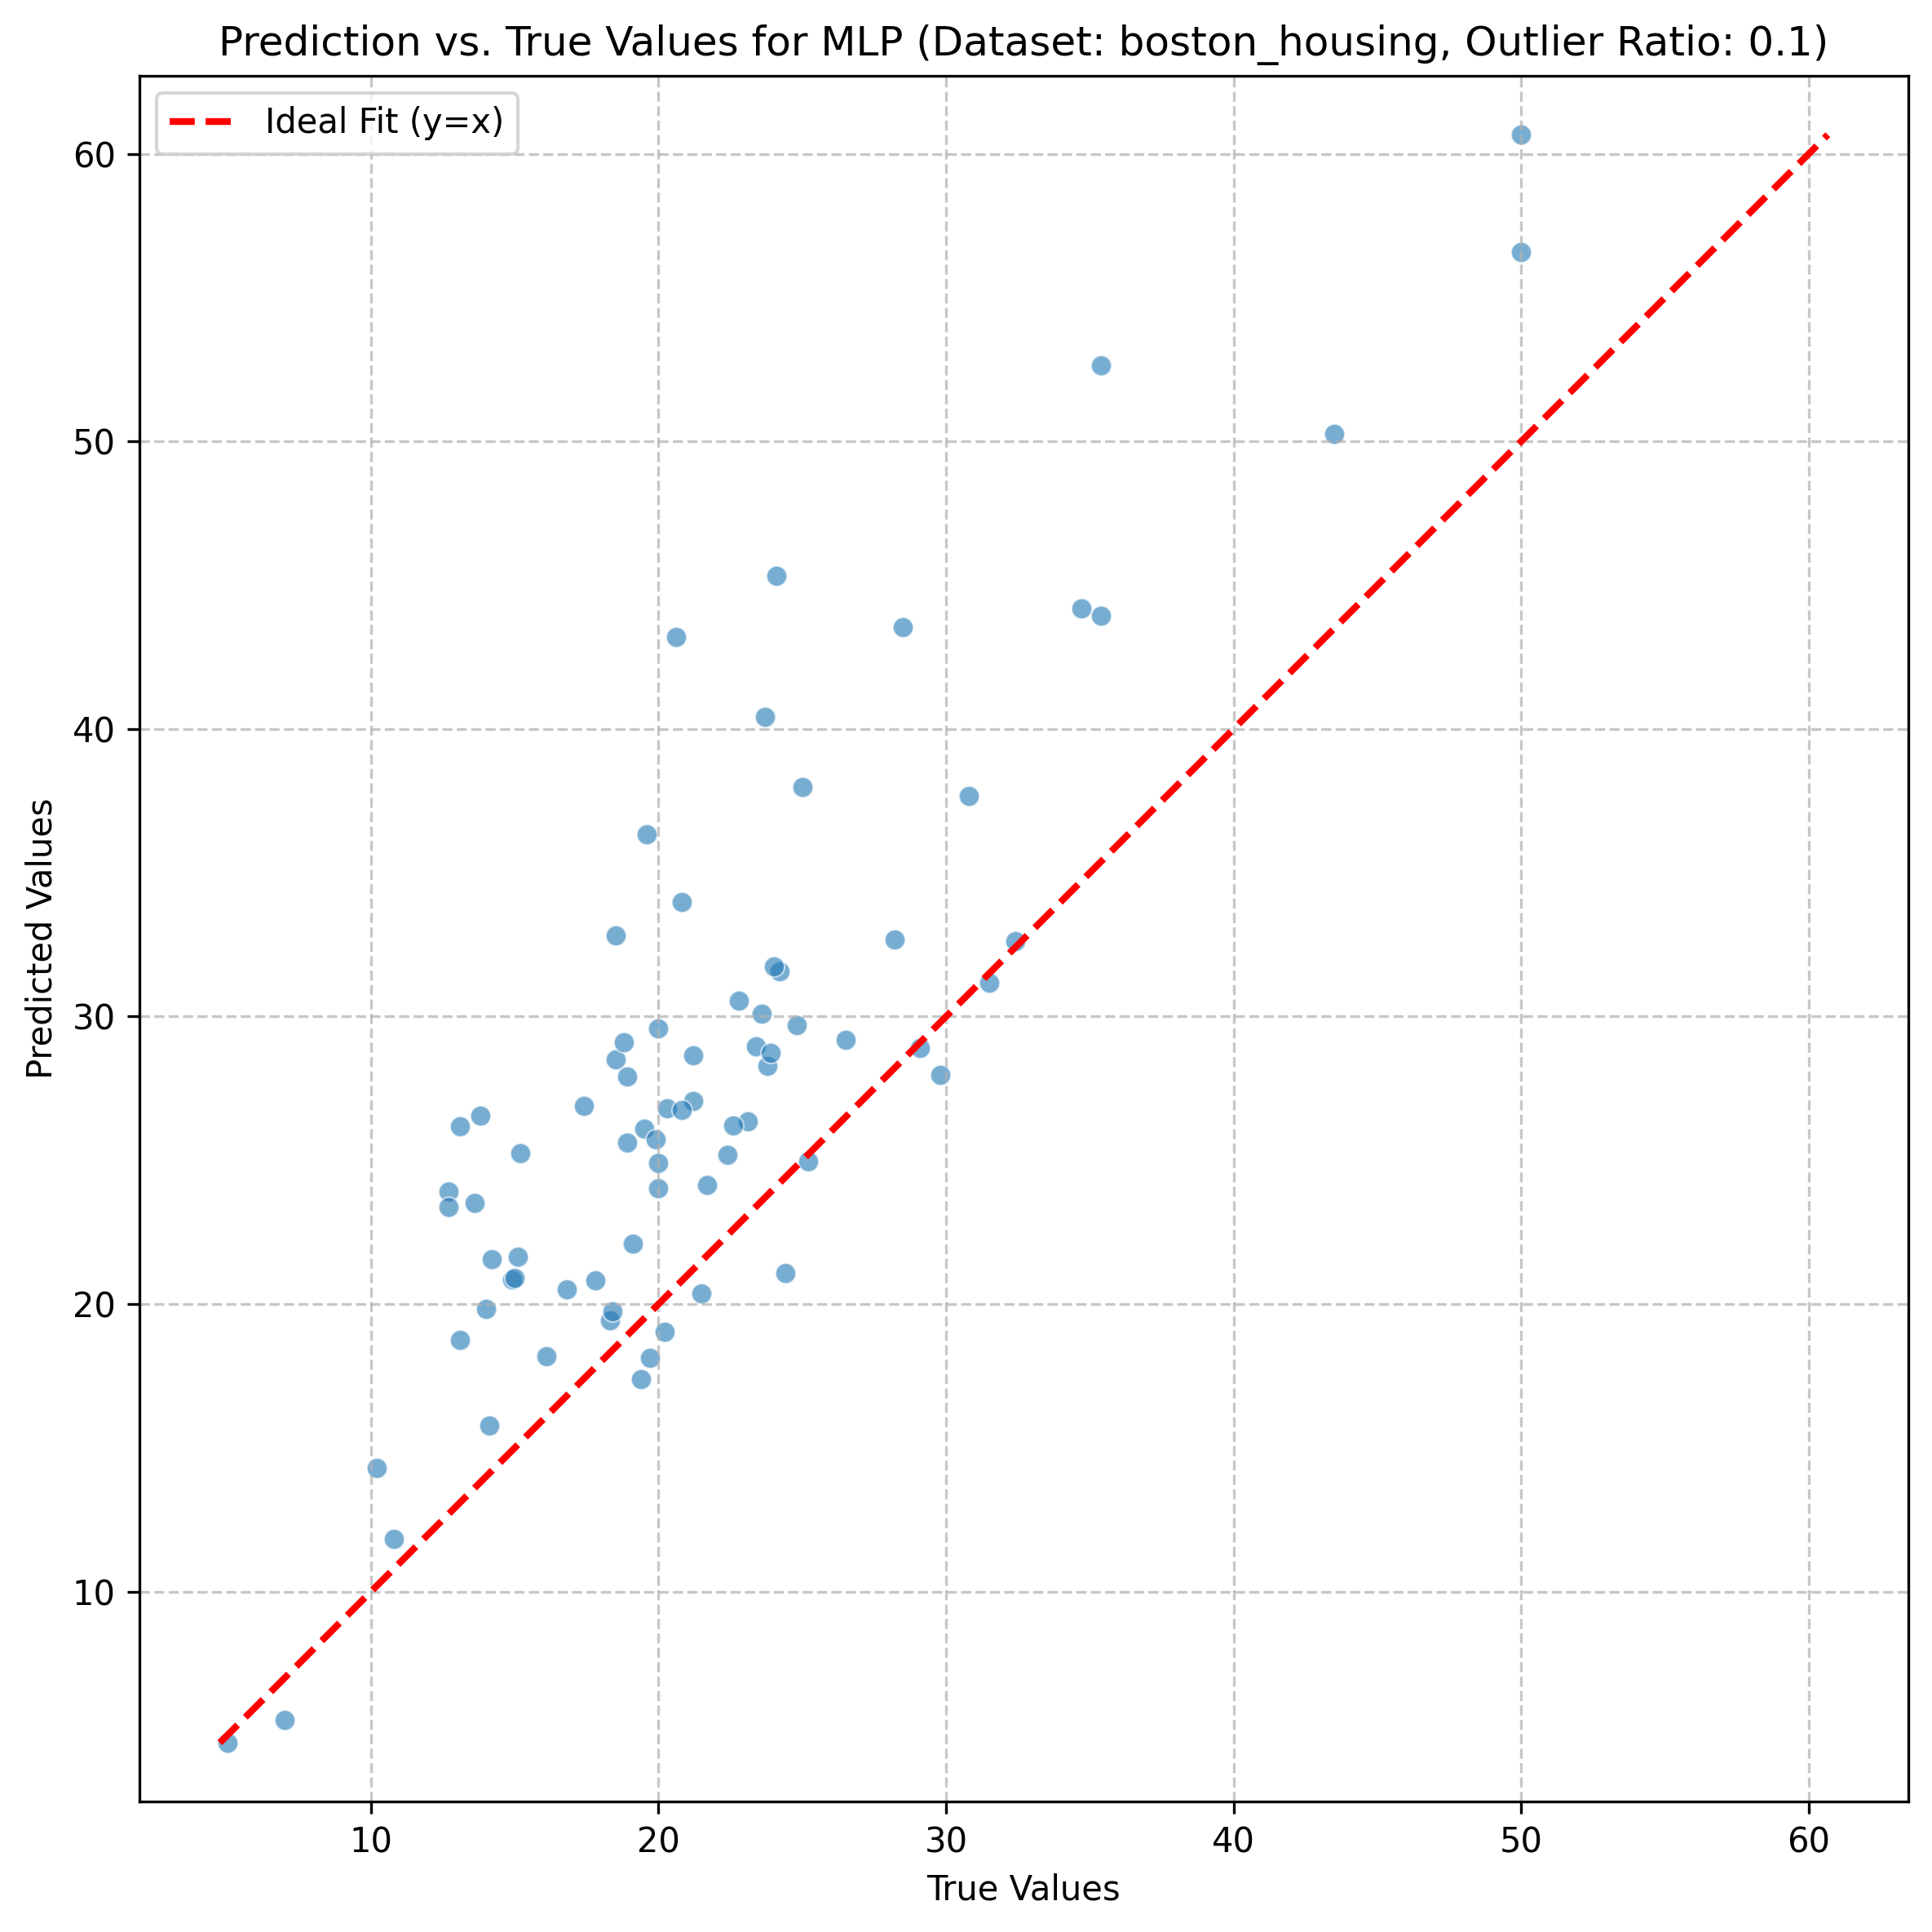 Prediction vs. True Values for MLP (Dataset: boston_housing, Outlier Ratio: 0.1)
Ideal Fit (y=x)
60
50
40
30
20
10
Predicted Values
10 20 30 40 50 60
True Values